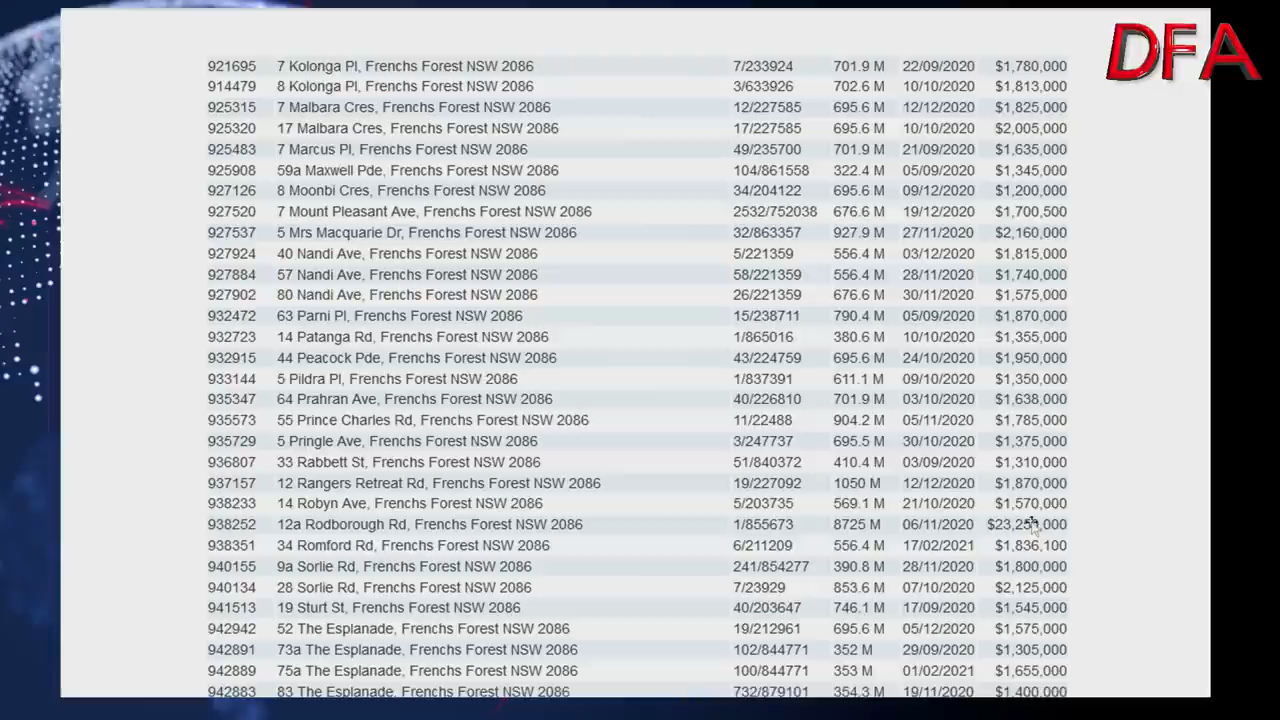 DFA
921695 7 Kolonga Pl, Frenchs Forest NSW 2086 7/233924 701.9 M 22/09/2020 $1,780,000
914479 8 Kolonga Pl, Frenchs Forest NSW 2086 3/633926 702.6 M 10/10/2020 $1,813,000
925315 7 Malbara Cres, Frenchs Forest NSW 2086 12/227585 695.6 M 12/12/2020 $1,825,000
925320 17 Malbara Cres, Frenchs Forest NSW 2086 17/227585 695.6 M 10/10/2020 $2,005,000
925483 7 Marcus Pl, Frenchs Forest NSW 2086 49/235700 701.9 M 21/09/2020 $1,635,000
925908 59a Maxwell Pde, Frenchs Forest NSW 2086 104/861558 322.4 M 05/09/2020 $1,345,000
927126 8 Moonbi Cres, Frenchs Forest NSW 2086 34/204122 695.6 M 09/12/2020 $1,200,000
927520 7 Mount Pleasant Ave, Frenchs Forest NSW 2086 2532/752038 676.6 M 19/12/2020 $1,700,500
927537 5 Mrs Macquarie Dr, Frenchs Forest NSW 2086 32/863357 927.9 M 27/11/2020 $2,160,000
927924 40 Nandi Ave, Frenchs Forest NSW 2086 5/221359 556.4 M 03/12/2020 $1,815,000
927884 57 Nandi Ave, Frenchs Forest NSW 2086 58/221359 556.4 M 28/11/2020 $1,740,000
927902 80 Nandi Ave, Frenchs Forest NSW 2086 26/221359 676.6 M 30/11/2020 $1,575,000
932472 63 Parni Pl, Frenchs Forest NSW 2086 15/238711 790.4 M 05/09/2020 $1,870,000
932723 14 Patanga Rd, Frenchs Forest NSW 2086 1/865016 380.6 M 10/10/2020 $1,355,000
932915 44 Peacock Pde, Frenchs Forest NSW 2086 43/224759 695.6 M 24/10/2020 $1,950,000
933144 5 Pildra Pl, Frenchs Forest NSW 2086 1/837391 611.1 M 09/10/2020 $1,350,000
935347 64 Prahran Ave, Frenchs Forest NSW 2086 40/226810 701.9 M 03/10/2020 $1,638,000
935573 55 Prince Charles Rd, Frenchs Forest NSW 2086 11/22488 904.2 M 05/11/2020 $1,785,000
935729 5 Pringle Ave, Frenchs Forest NSW 2086 3/247737 695.5 M 30/10/2020 $1,375,000
936807 33 Rabbett St, Frenchs Forest NSW 2086 51/840372 410.4 M 03/09/2020 $1,310,000
937157 12 Rangers Retreat Rd, Frenchs Forest NSW 2086 19/227092 1050 M 12/12/2020 $1,870,000
938233 14 Robyn Ave, Frenchs Forest NSW 2086 5/203735 569.1 M 21/10/2020 $1,570,000
938252 12a Rodborough Rd, Frenchs Forest NSW 2086 1/855673 8725 M 06/11/2020
938351 34 Romford Rd, Frenchs Forest NSW 2086 6/211209 556.4 M 17/02/2021 $1,836,100
940155 9a Sorlie Rd, Frenchs Forest NSW 2086 241/854277 390.8 M 28/11/2020 $1,800,000
940134 28 Sorlie Rd, Frenchs Forest NSW 2086 7/23929 853.6 M 07/10/2020 $2,125,000
941513 19 Sturt St, Frenchs Forest NSW 2086 40/203647 746.1 M 17/09/2020 $1,545,000
942942 52 The Esplanade, Frenchs Forest NSW 2086 19/212961 695.6 M 05/12/2020 $1,575,000
942891 73a The Esplanade, Frenchs Forest NSW 2086 102/844771 352 M 29/09/2020 $1,305,000
942889 75a The Esplanade, Frenchs Forest NSW 2086 100/844771 353 M 01/02/2021 $1,655,000
942883 83 The Esplanade, Frenchs Forest NSW 2086 732/879101 354.3 M 19/11/2020 $1,400,000